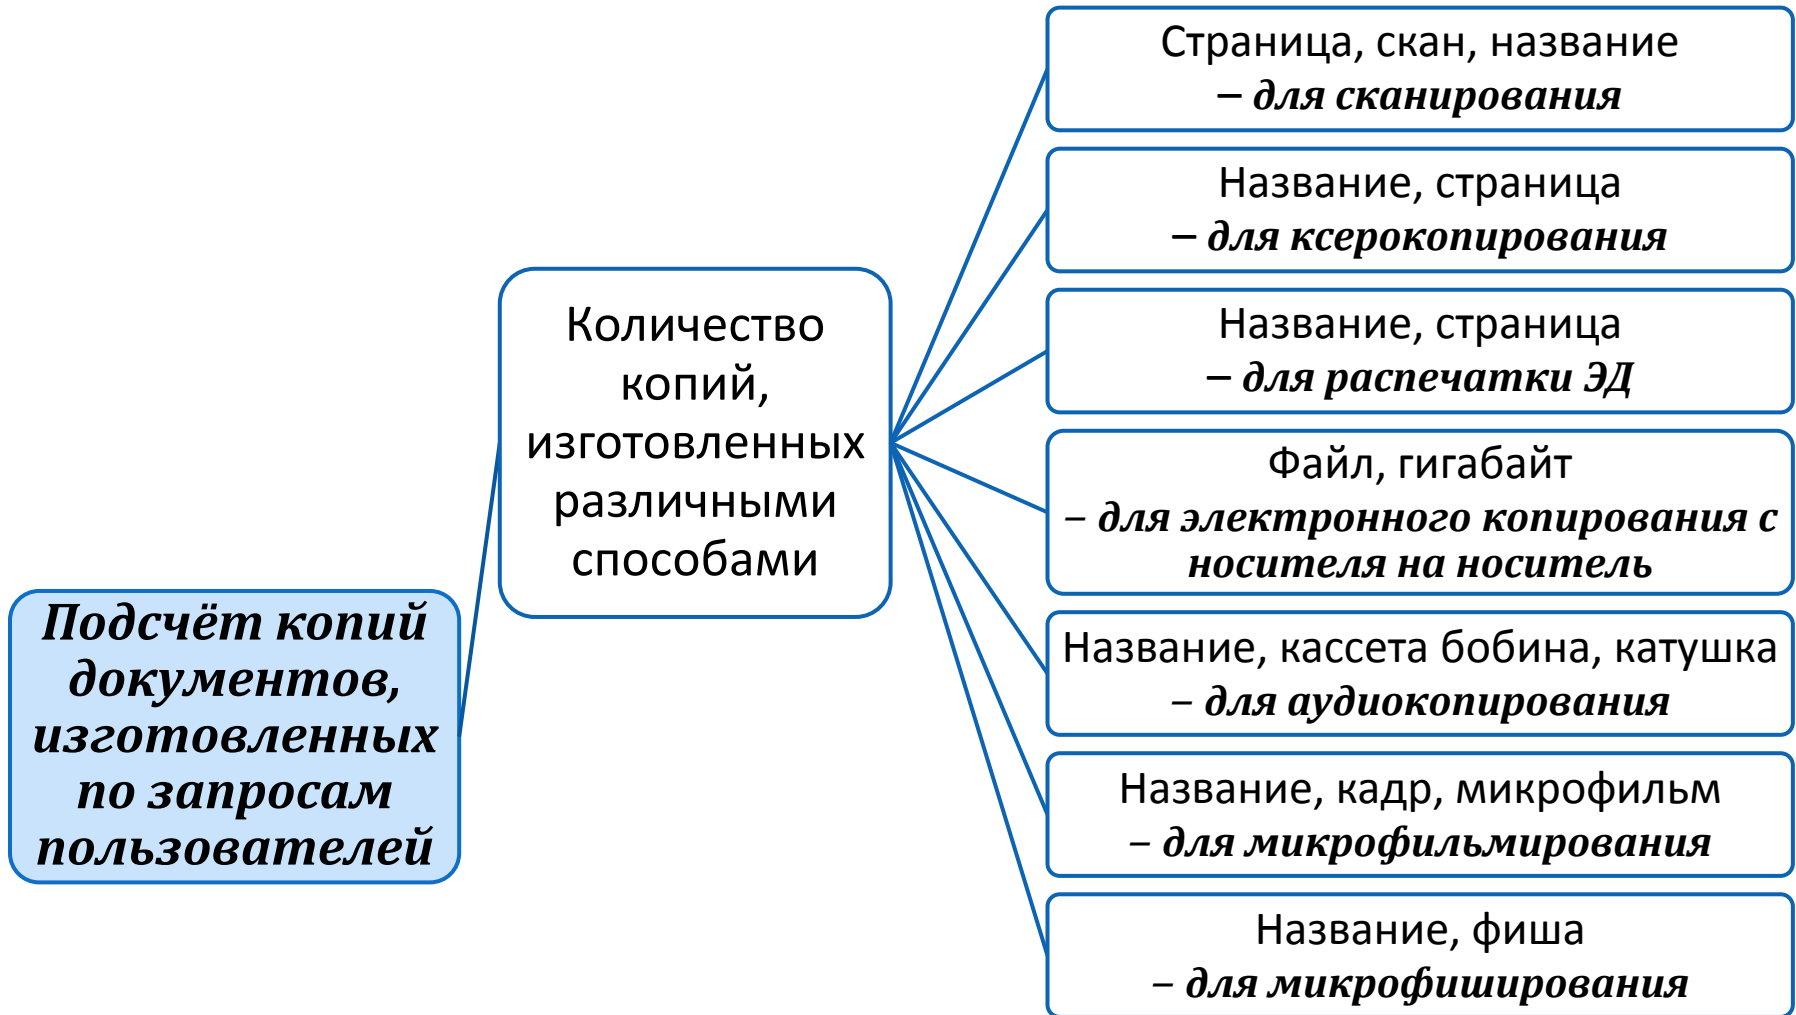 Подсчёт копий
документов,
изготовленных
по запросам
пользователей
Количество
копий,
изготовленных
различными
способами
Страница, скан, название
– для сканирования
Название, страница
– для ксерокопирования
Название, страница
– для распечатки ЭД
Файл, гигабайт
– для электронного копирования с
носителя на носитель
Название, кассета бобина, катушка
– для аудиокопирования
Название, кадр, микрофильм
– для микрофильмирования
Название, фиша
– для микрофиширования